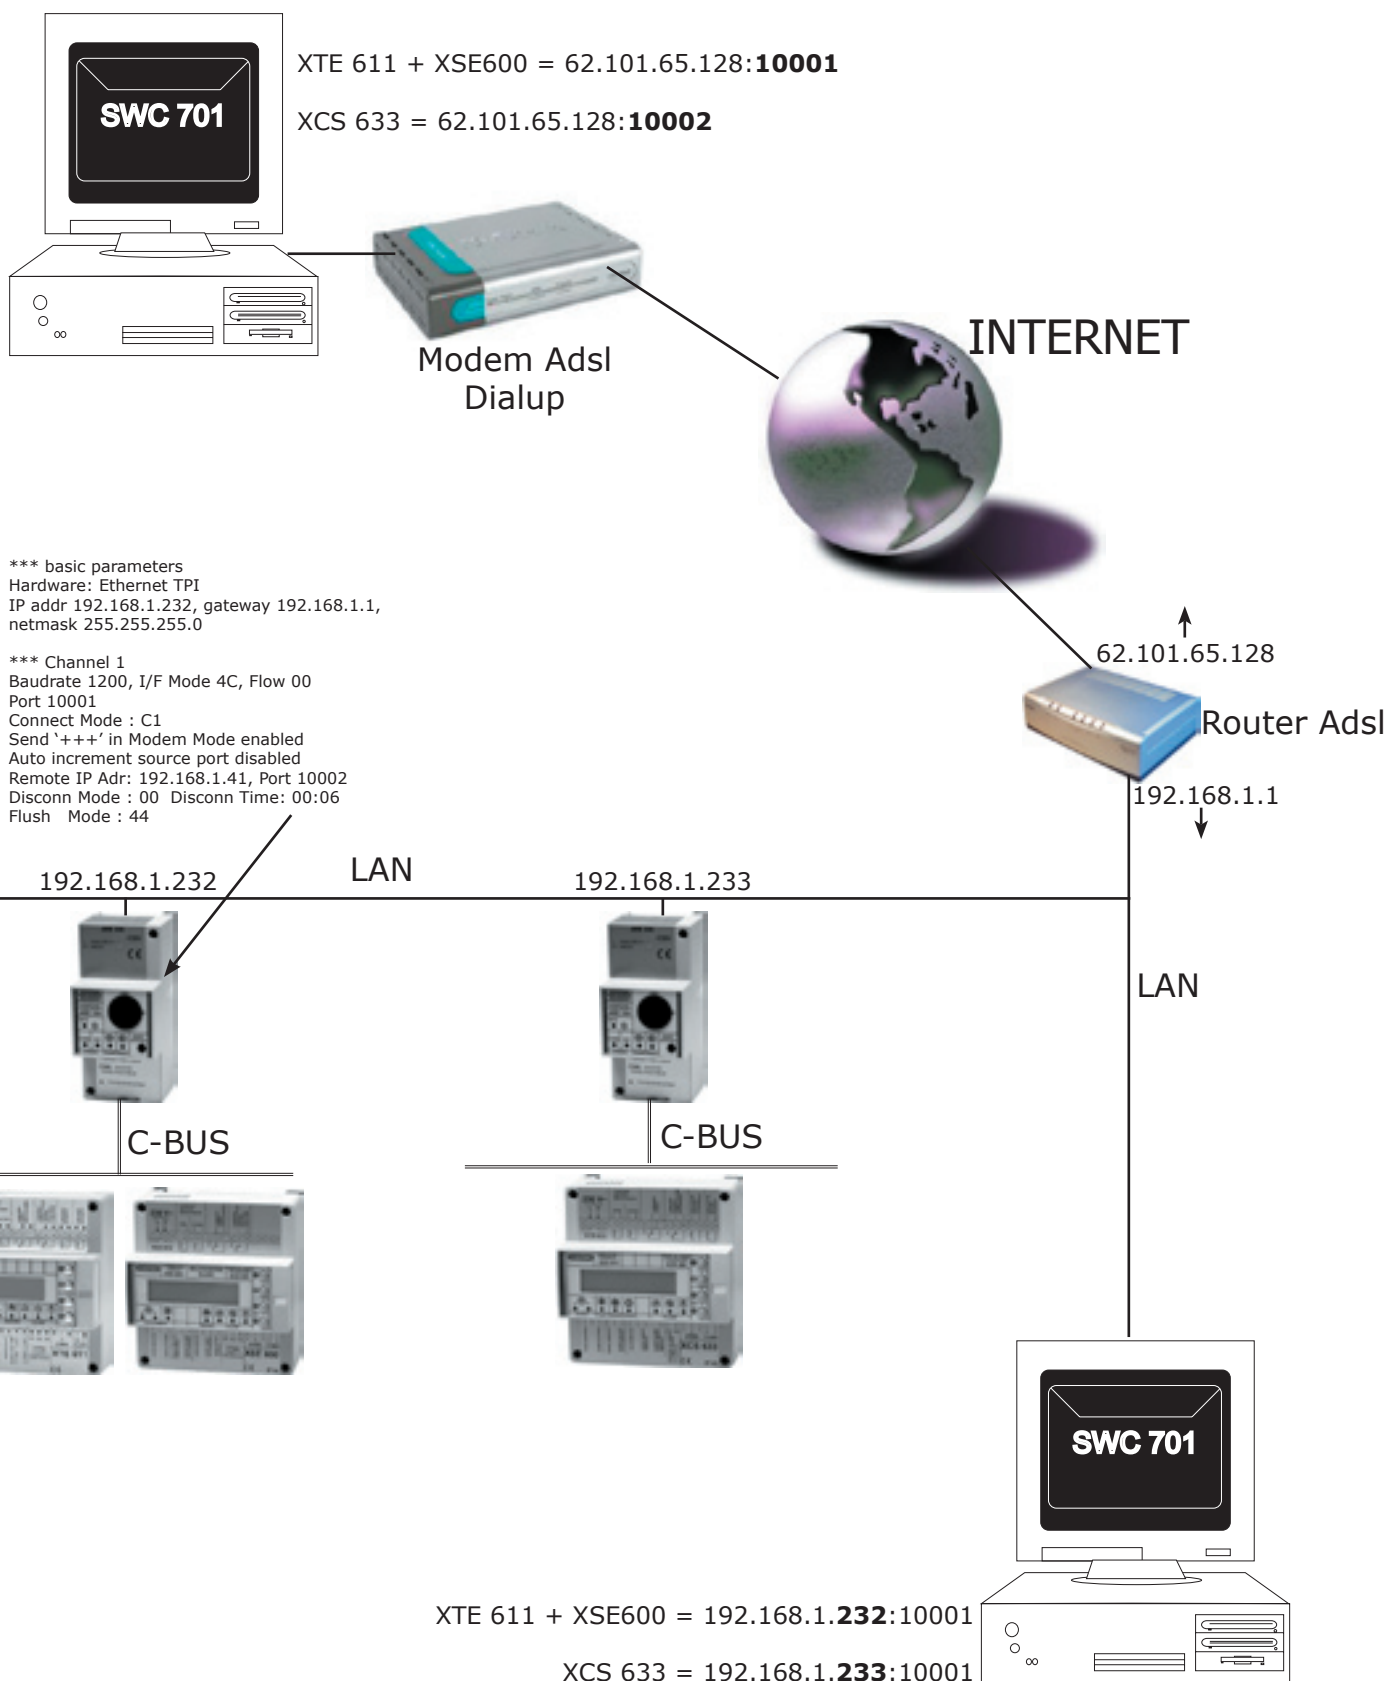 SWC 701
XTE 611 + XSE600 = 62.101.65.128:10001
XCS 633 = 62.101.65.128:10002
Modem Adsl
Dialup
INTERNET
*** basic parameters
Hardware: Ethernet TPI
IP addr 192.168.1.232, gateway 192.168.1.1,
netmask 255.255.255.0
*** Channel 1
Baudrate 1200, I/F Mode 4C, Flow 00
Port 10001
Connect Mode : C1
Send ‘+++’ in Modem Mode enabled
Auto increment source port disabled
Remote IP Adr: 192.168.1.41, Port 10002
Disconn Mode : 00  Disconn Time: 00:06
Flush   Mode : 44
62.101.65.128
Router Adsl
192.168.1.1
192.168.1.232
LAN
192.168.1.233
LAN
C-BUS
C-BUS
XTE 611
XSE 600
XCS 633
SWC 701
XTE 611 + XSE600 = 192.168.1.232:10001
XCS 633 = 192.168.1.233:10001